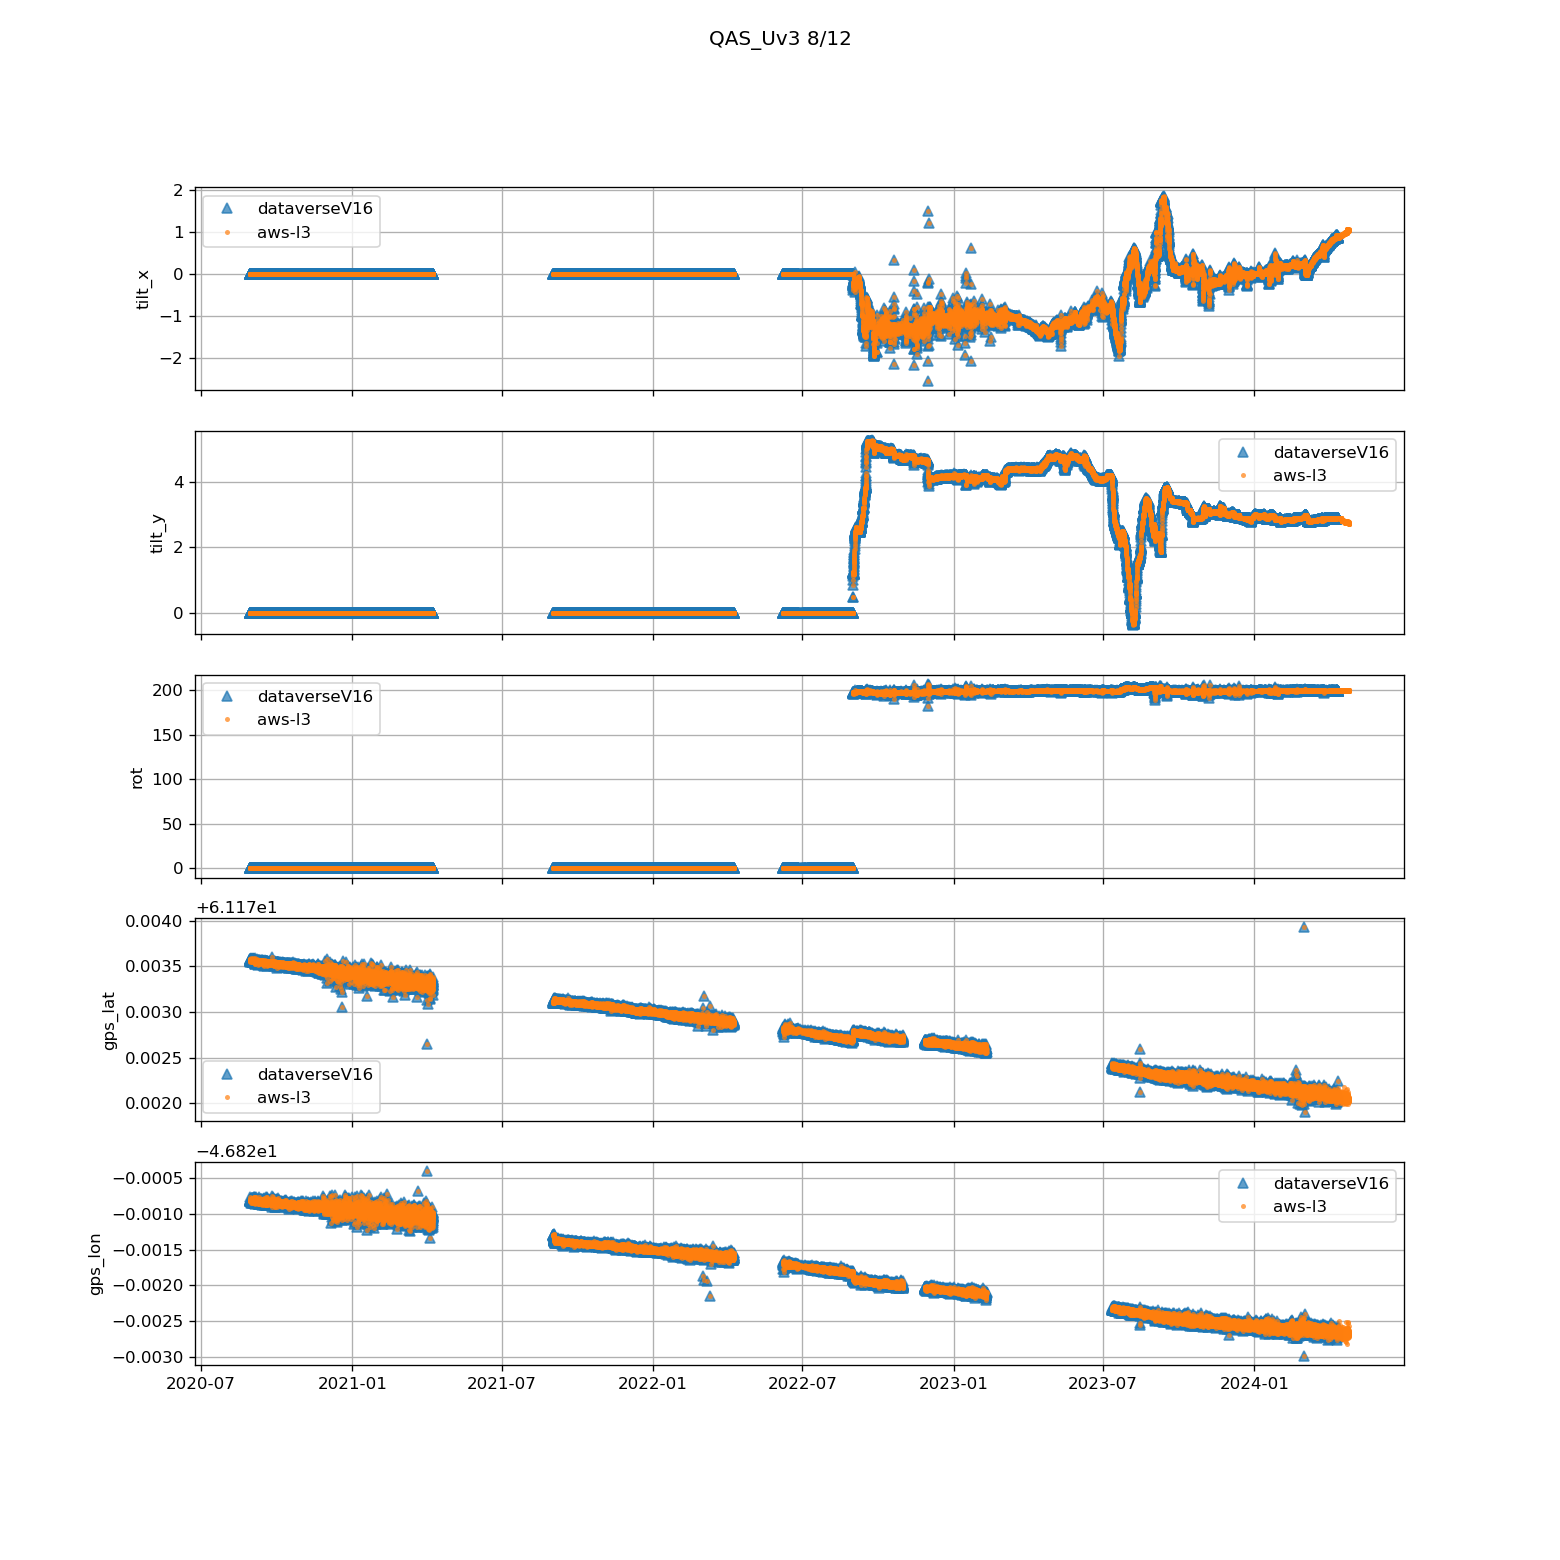 QAS_Uv3 8/12
2
1
0
−1
−2
tilt_x
dataverseV16
aws-l3
4
2
0
tilt_y
dataverseV16
aws-l3
200
150
100
50
0
rot
dataverseV16
aws-l3
+6.117e1
0.0040
0.0035
0.0030
0.0025
0.0020
gps_lat
dataverseV16
aws-l3
−4.682e1
−0.0005
−0.0010
−0.0015
−0.0020
−0.0025
−0.0030
gps_lon
dataverseV16
aws-l3
2020-07 2021-01 2021-07 2022-01 2022-07 2023-01 2023-07 2024-01